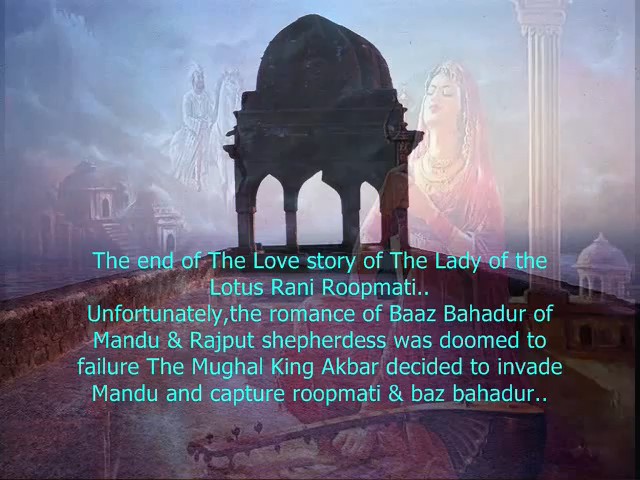 The end of The Love story of The Lady of the
Lotus Rani Roopmati..
Unfortunately,the romance of Baaz Bahadur of
Mandu & Rajput shepherdess was doomed to
failure The Mughal King Akbar decided to invade
Mandu and capture roopmati & baz bahadur..